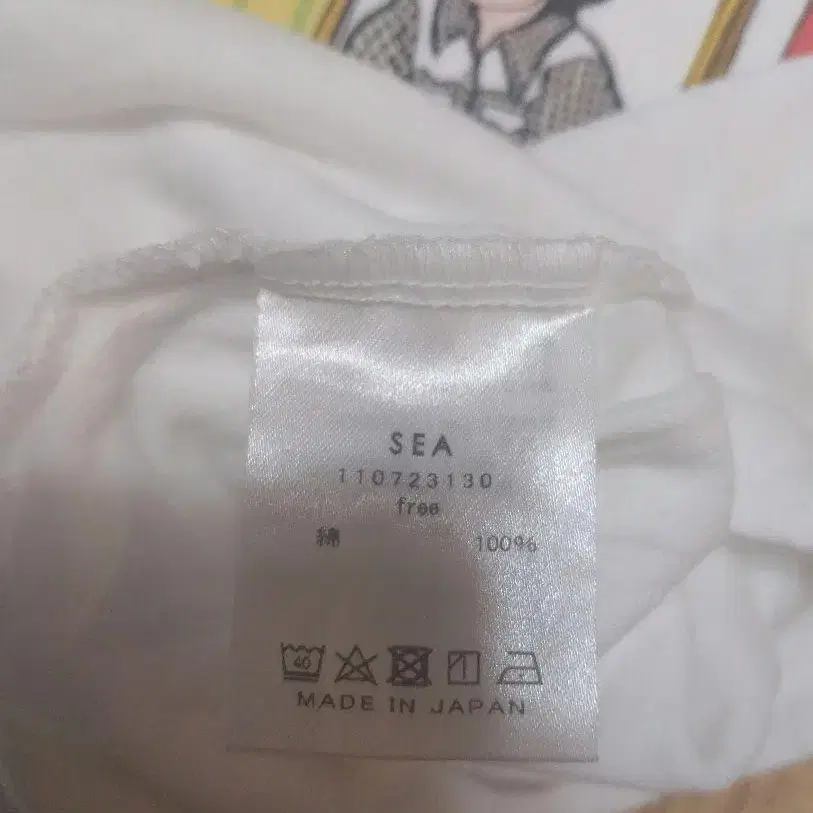 SEA
110723130
free
綿 100%
40
MADE IN JAPAN